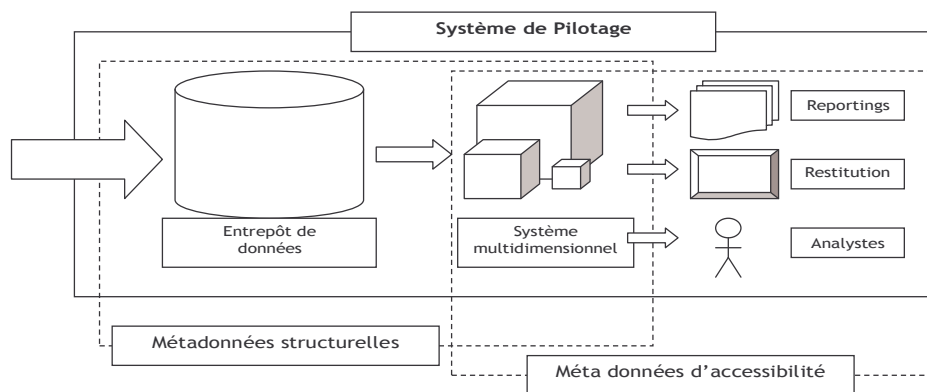 Système de Pilotage
Reportings
Restitution
Entrepôt de
données
Système
multidimensionnel
Analystes
Métadonnées structurelles
Méta données d'accessibilité